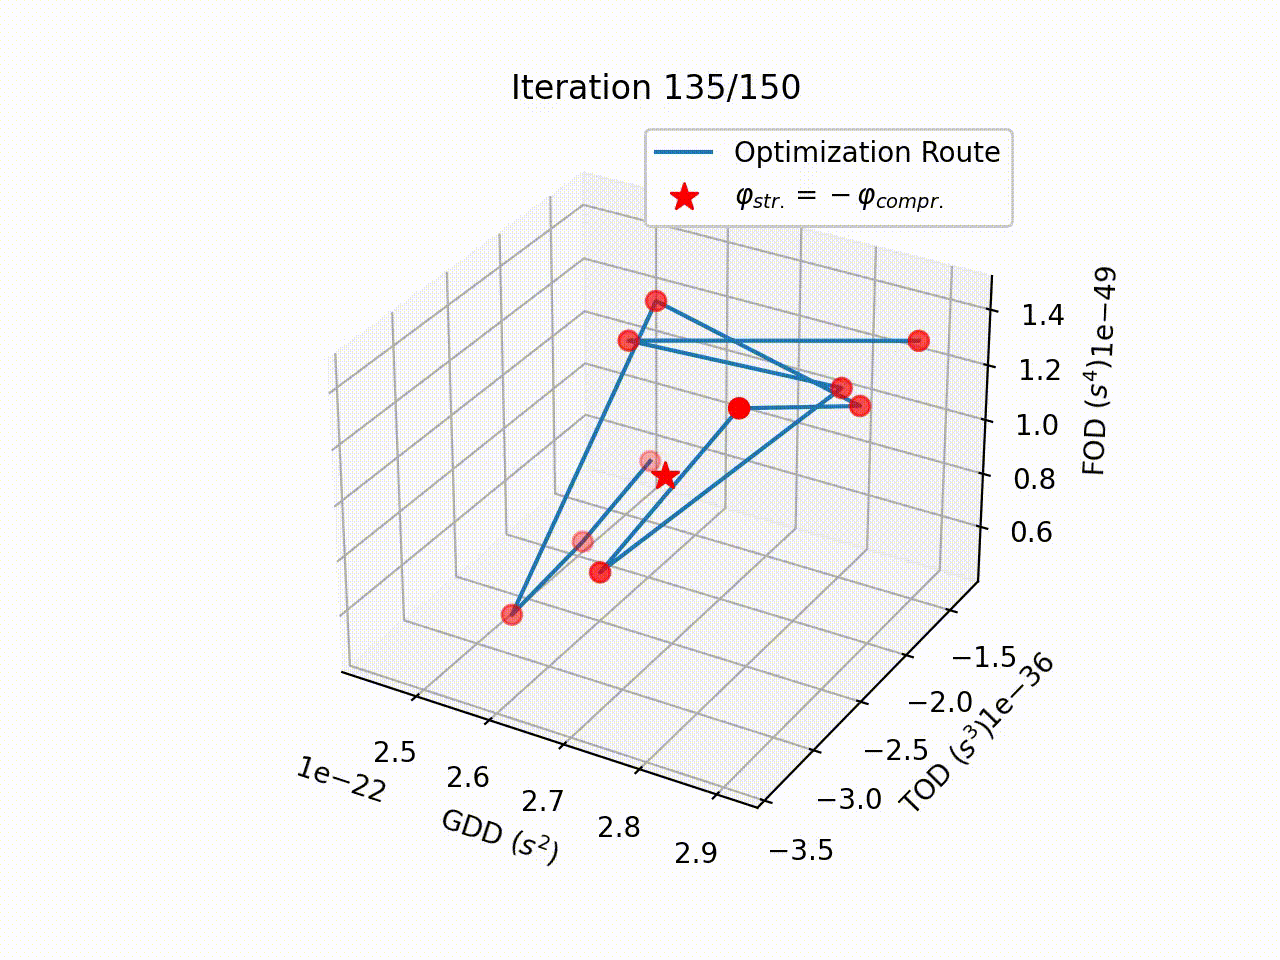 Iteration 135/150
Optimization Route
φstr. = − φcompr.
1.4
1.2
1.0
0.8
0.6
FOD (s⁴)1e−49
−1.5
−2.0
−2.5
−3.0
−3.5
TOD (s³)1e−36
2.5
2.6
2.7
2.8
2.9
1e−22
GDD (s²)